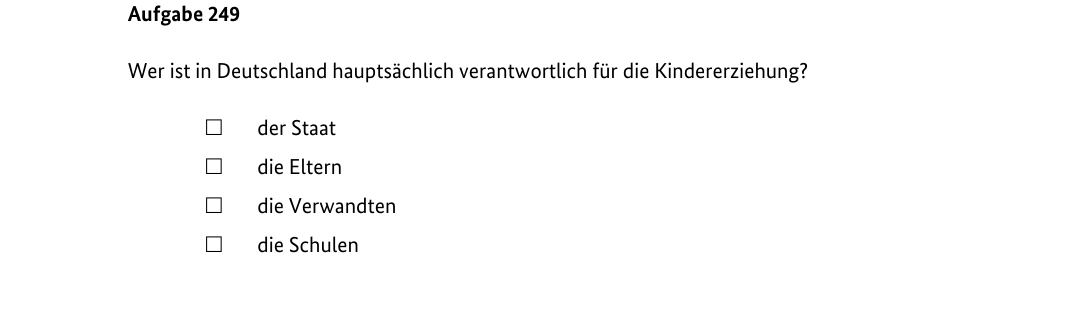 Aufgabe 249
Wer ist in Deutschland hauptsächlich verantwortlich für die Kindererziehung?
☐ der Staat
☐ die Eltern
☐ die Verwandten
☐ die Schulen